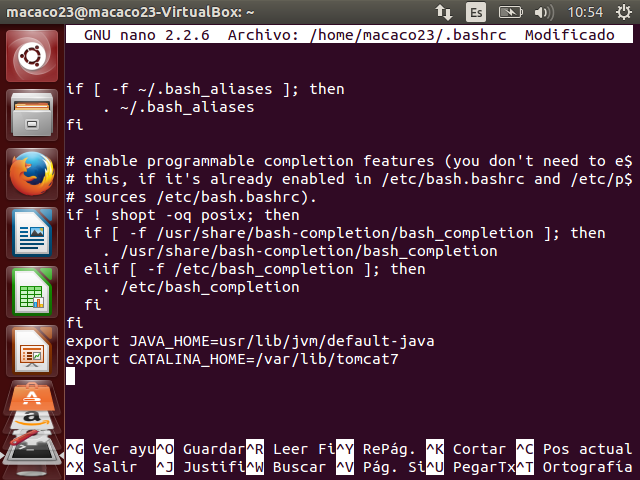 macaco23@macaco23-VirtualBox: ~ Es 10:54
GNU nano 2.2.6 Archivo: /home/macaco23/.bashrc Modificado
if [ -f ~/.bash_aliases ]; then
. ~/.bash_aliases
fi
# enable programmable completion features (you don't need to e$
# this, if it's already enabled in /etc/bash.bashrc and /etc/p$
# sources /etc/bash.bashrc).
if ! shopt -oq posix; then
if [ -f /usr/share/bash-completion/bash_completion ]; then
. /usr/share/bash-completion/bash_completion
elif [ -f /etc/bash_completion ]; then
. /etc/bash_completion
fi
fi
export JAVA_HOME=usr/lib/jvm/default-java
export CATALINA_HOME=/var/lib/tomcat7
^G Ver ayu^O Guardar^R Leer Fi^Y RePág. ^K Cortar ^C Pos actual
^X Salir ^J Justifi^W Buscar ^V Pág. Si^U PegarTx^T Ortografía